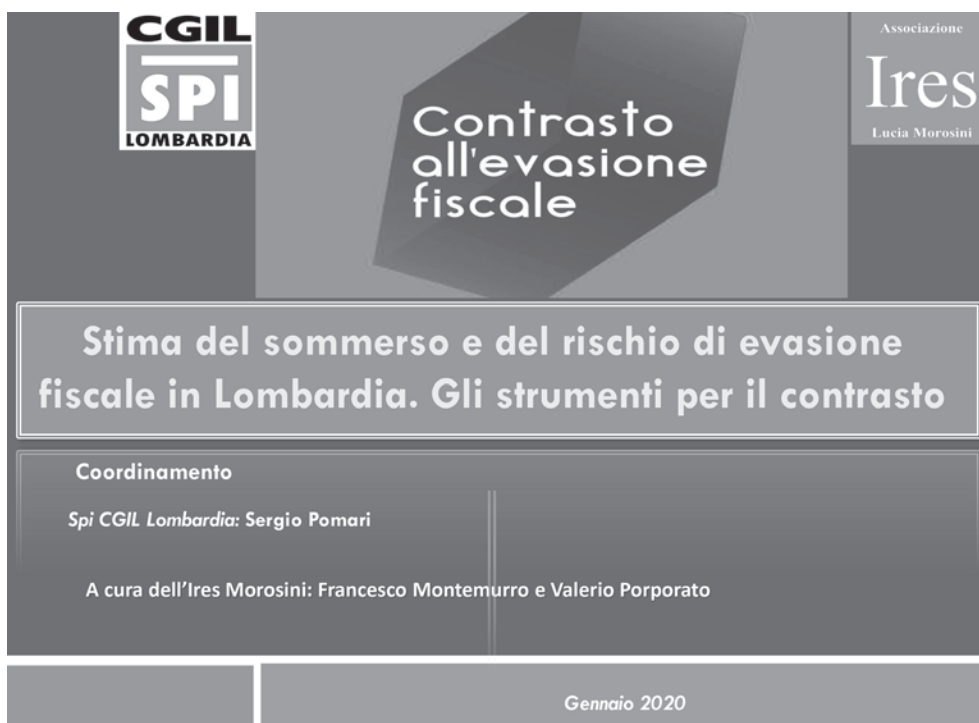 CGIL
SPI
LOMBARDIA
Contrasto
all'evasione
fiscale
Associazione
Ires
Lucia Morosini
Stima del sommerso e del rischio di evasione
fiscale in Lombardia. Gli strumenti per il contrasto
Coordinamento
Spi CGIL Lombardia: Sergio Pomari
A cura dell’Ires Morosini: Francesco Montemurro e Valerio Porporato
Gennaio 2020